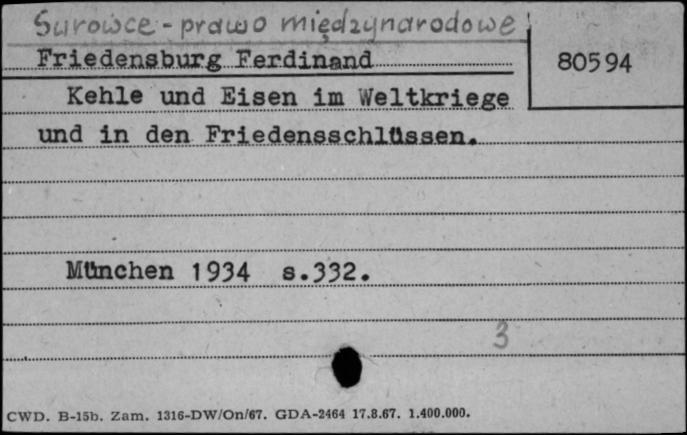 Surowce - prawo międzynarodowe
Friedensburg Ferdinand
80594
Kehle und Eisen im Weltkriege
und in den Friedensschlüssen.
München 1934 s.332.
3
CWD. B-15b. Zam. 1316-DW/On/67. GDA-2464 17.8.67. 1.400.000.